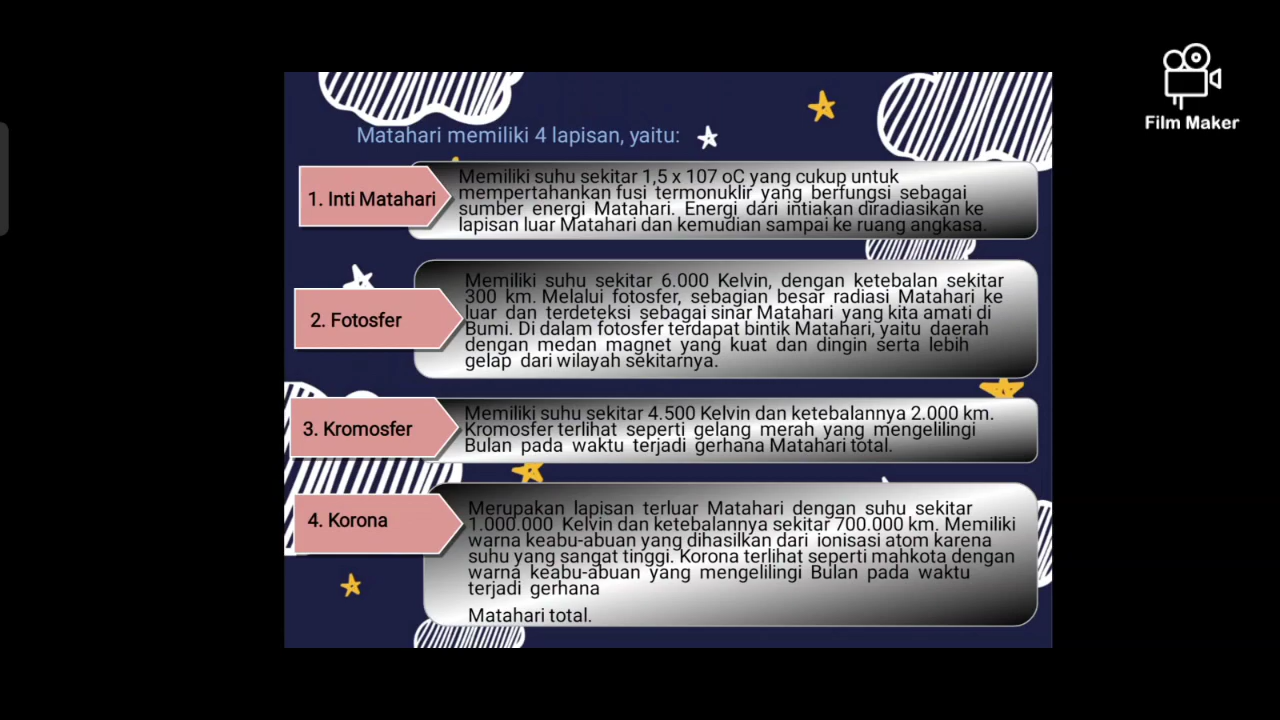 Film Maker
Matahari memiliki 4 lapisan, yaitu:
1. Inti Matahari
Memiliki suhu sekitar 1,5 x 107 oC yang cukup untuk
mempertahankan fusi termonuklir yang berfungsi sebagai
sumber energi Matahari. Energi dari intiakan diradiasikan ke
lapisan luar Matahari dan kemudian sampai ke ruang angkasa.
2. Fotosfer
Memiliki suhu sekitar 6.000 Kelvin, dengan ketebalan sekitar
300 km. Melalui fotosfer, sebagian besar radiasi Matahari ke
luar dan terdeteksi sebagai sinar Matahari yang kita amati di
Bumi. Di dalam fotosfer terdapat bintik Matahari, yaitu daerah
dengan medan magnet yang kuat dan dingin serta lebih
gelap dari wilayah sekitarnya.
3. Kromosfer
Memiliki suhu sekitar 4.500 Kelvin dan ketebalannya 2.000 km.
Kromosfer terlihat seperti gelang merah yang mengelilingi
Bulan pada waktu terjadi gerhana Matahari total.
4. Korona
Merupakan lapisan terluar Matahari dengan suhu sekitar
1.000.000 Kelvin dan ketebalannya sekitar 700.000 km. Memiliki
warna keabu-abuan yang dihasilkan dari ionisasi atom karena
suhu yang sangat tinggi. Korona terlihat seperti mahkota dengan
warna keabu-abuan yang mengelilingi Bulan pada waktu
terjadi gerhana
Matahari total.